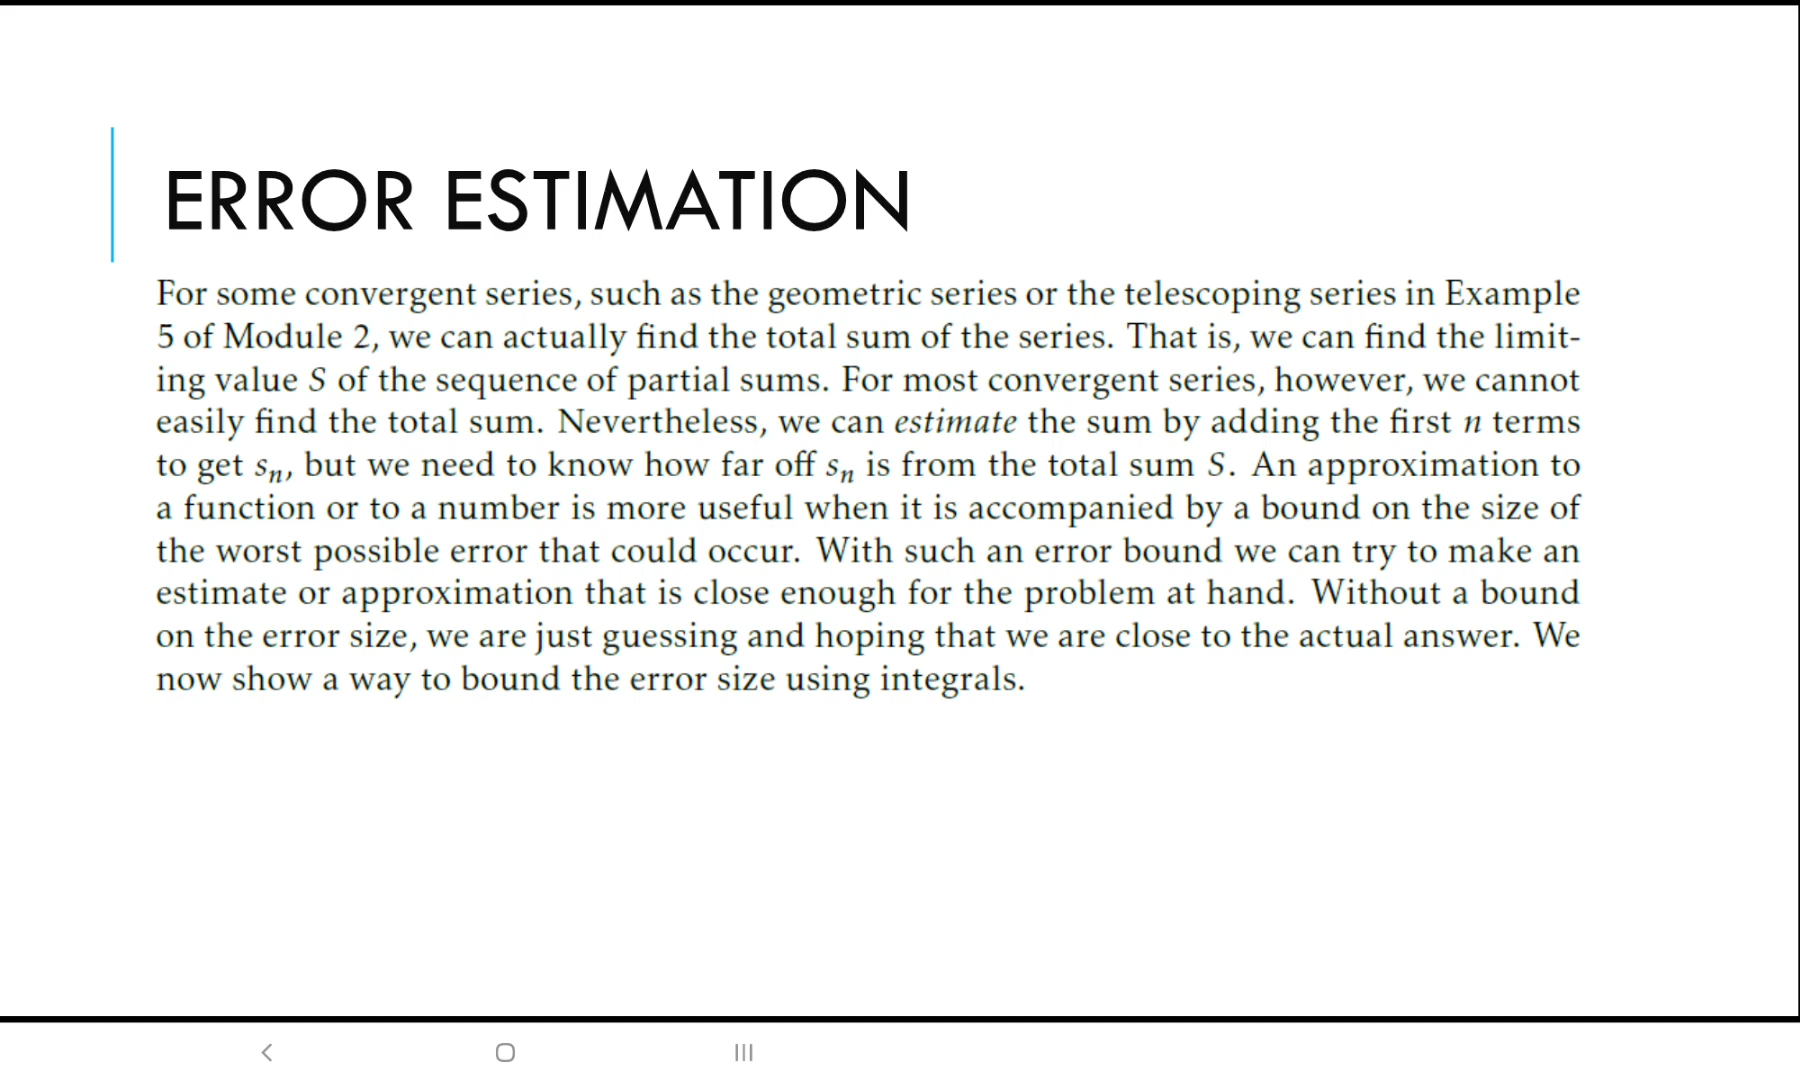 ERROR ESTIMATION
For some convergent series, such as the geometric series or the telescoping series in Example
5 of Module 2, we can actually find the total sum of the series. That is, we can find the limit-
ing value S of the sequence of partial sums. For most convergent series, however, we cannot
easily find the total sum. Nevertheless, we can estimate the sum by adding the first n terms
to get sₙ, but we need to know how far off sₙ is from the total sum S. An approximation to
a function or to a number is more useful when it is accompanied by a bound on the size of
the worst possible error that could occur. With such an error bound we can try to make an
estimate or approximation that is close enough for the problem at hand. Without a bound
on the error size, we are just guessing and hoping that we are close to the actual answer. We
now show a way to bound the error size using integrals.